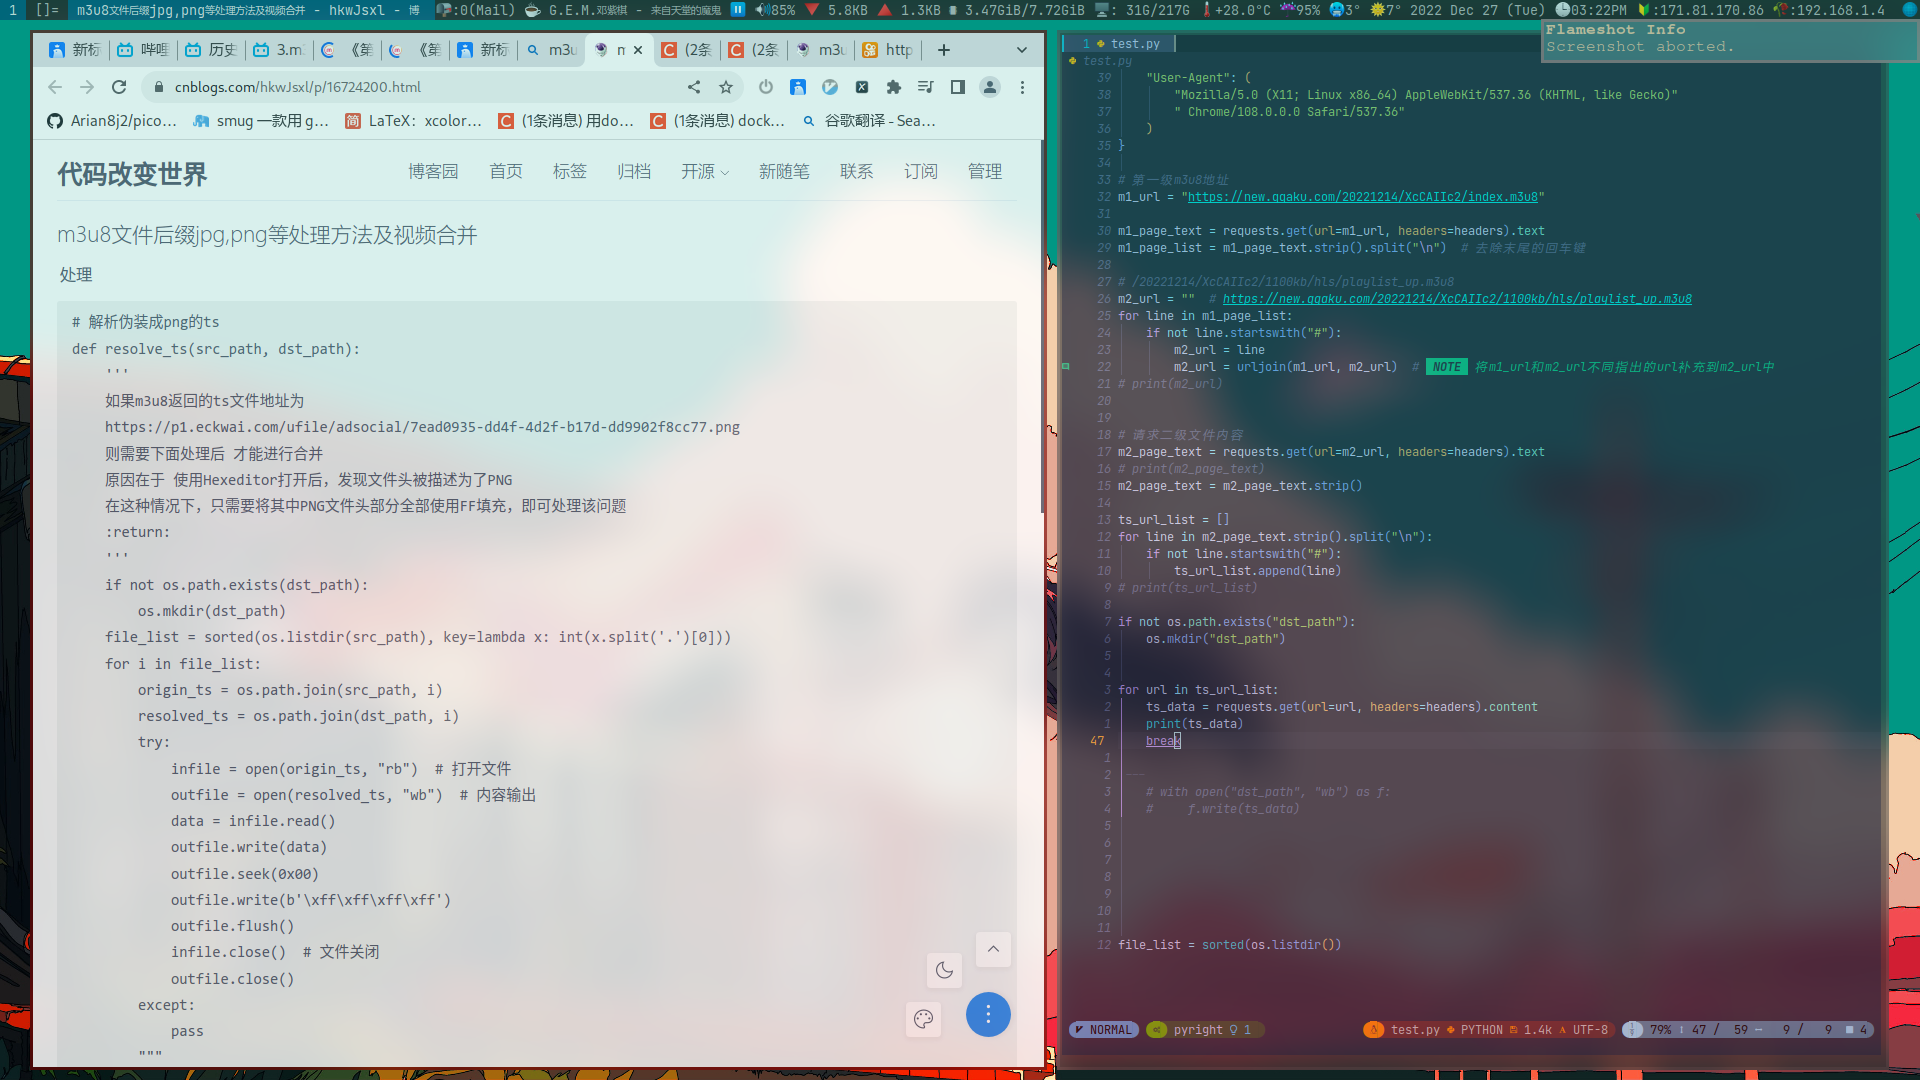 1 []= m3u8文件后缀jpg,png等处理方法及视频合并 - hkwJsxl - 博 :0(Mail) G.E.M.邓紫棋 - 来自天堂的魔鬼 85% 5.8KB 1.3KB 3.47GiB/7.72GiB : 31G/217G +28.0°C 95% 3° 7° 2022 Dec 27 (Tue) 03:22PM :171.81.170.86 :192.168.1.4
Flameshot Info
Screenshot aborted.
新标 哔哩 历史 3.m 《第 《第 新标 m3u (2条 (2条 m3u http
cnblogs.com/hkwJsxl/p/16724200.html
Arian8j2/pico... smug 一款用 g... LaTeX：xcolor... (1条消息) 用do... (1条消息) dock... 谷歌翻译 - Sea...
代码改变世界 博客园 首页 标签 归档 开源 新随笔 联系 订阅 管理
m3u8文件后缀jpg,png等处理方法及视频合并
处理
# 解析伪装成png的ts
def resolve_ts(src_path, dst_path):
'''
如果m3u8返回的ts文件地址为
https://p1.eckwai.com/ufile/adsocial/7ead0935-dd4f-4d2f-b17d-dd9902f8cc77.png
则需要下面处理后 才能进行合并
原因在于 使用Hexeditor打开后，发现文件头被描述为了PNG
在这种情况下，只需要将其中PNG文件头部分全部使用FF填充，即可处理该问题
:return:
'''
if not os.path.exists(dst_path):
os.mkdir(dst_path)
file_list = sorted(os.listdir(src_path), key=lambda x: int(x.split('.')[0]))
for i in file_list:
origin_ts = os.path.join(src_path, i)
resolved_ts = os.path.join(dst_path, i)
try:
infile = open(origin_ts, "rb")  # 打开文件
outfile = open(resolved_ts, "wb")  # 内容输出
data = infile.read()
outfile.write(data)
outfile.seek(0x00)
outfile.write(b'\xff\xff\xff\xff')
outfile.flush()
infile.close()  # 文件关闭
outfile.close()
except:
pass
"""
1 test.py
test.py
39 "User-Agent": (
38 "Mozilla/5.0 (X11; Linux x86_64) AppleWebKit/537.36 (KHTML, like Gecko)"
37 " Chrome/108.0.0.0 Safari/537.36"
36 )
35 }
34
33 # 第一级m3u8地址
32 m1_url = "https://new.qqaku.com/20221214/XcCAIIc2/index.m3u8"
31
30 m1_page_text = requests.get(url=m1_url, headers=headers).text
29 m1_page_list = m1_page_text.strip().split("\n")  # 去除末尾的回车键
28
27 # /20221214/XcCAIIc2/1100kb/hls/playlist_up.m3u8
26 m2_url = ""  # https://new.qqaku.com/20221214/XcCAIIc2/1100kb/hls/playlist_up.m3u8
25 for line in m1_page_list:
24 if not line.startswith("#"):
23 m2_url = line
22 m2_url = urljoin(m1_url, m2_url)  # NOTE 将m1_url和m2_url不同指出的url补充到m2_url中
21 # print(m2_url)
20
19
18 # 请求二级文件内容
17 m2_page_text = requests.get(url=m2_url, headers=headers).text
16 # print(m2_page_text)
15 m2_page_text = m2_page_text.strip()
14
13 ts_url_list = []
12 for line in m2_page_text.strip().split("\n"):
11 if not line.startswith("#"):
10 ts_url_list.append(line)
9 # print(ts_url_list)
8
7 if not os.path.exists("dst_path"):
6 os.mkdir("dst_path")
5
4
3 for url in ts_url_list:
2 ts_data = requests.get(url=url, headers=headers).content
1 print(ts_data)
47 break
1
2
3 # with open("dst_path", "wb") as f:
4 # f.write(ts_data)
5
6
7
8
9
10
11
12 file_list = sorted(os.listdir())
NORMAL pyright 1 test.py PYTHON 1.4k UTF-8 79% 47 / 59 9 / 9 4